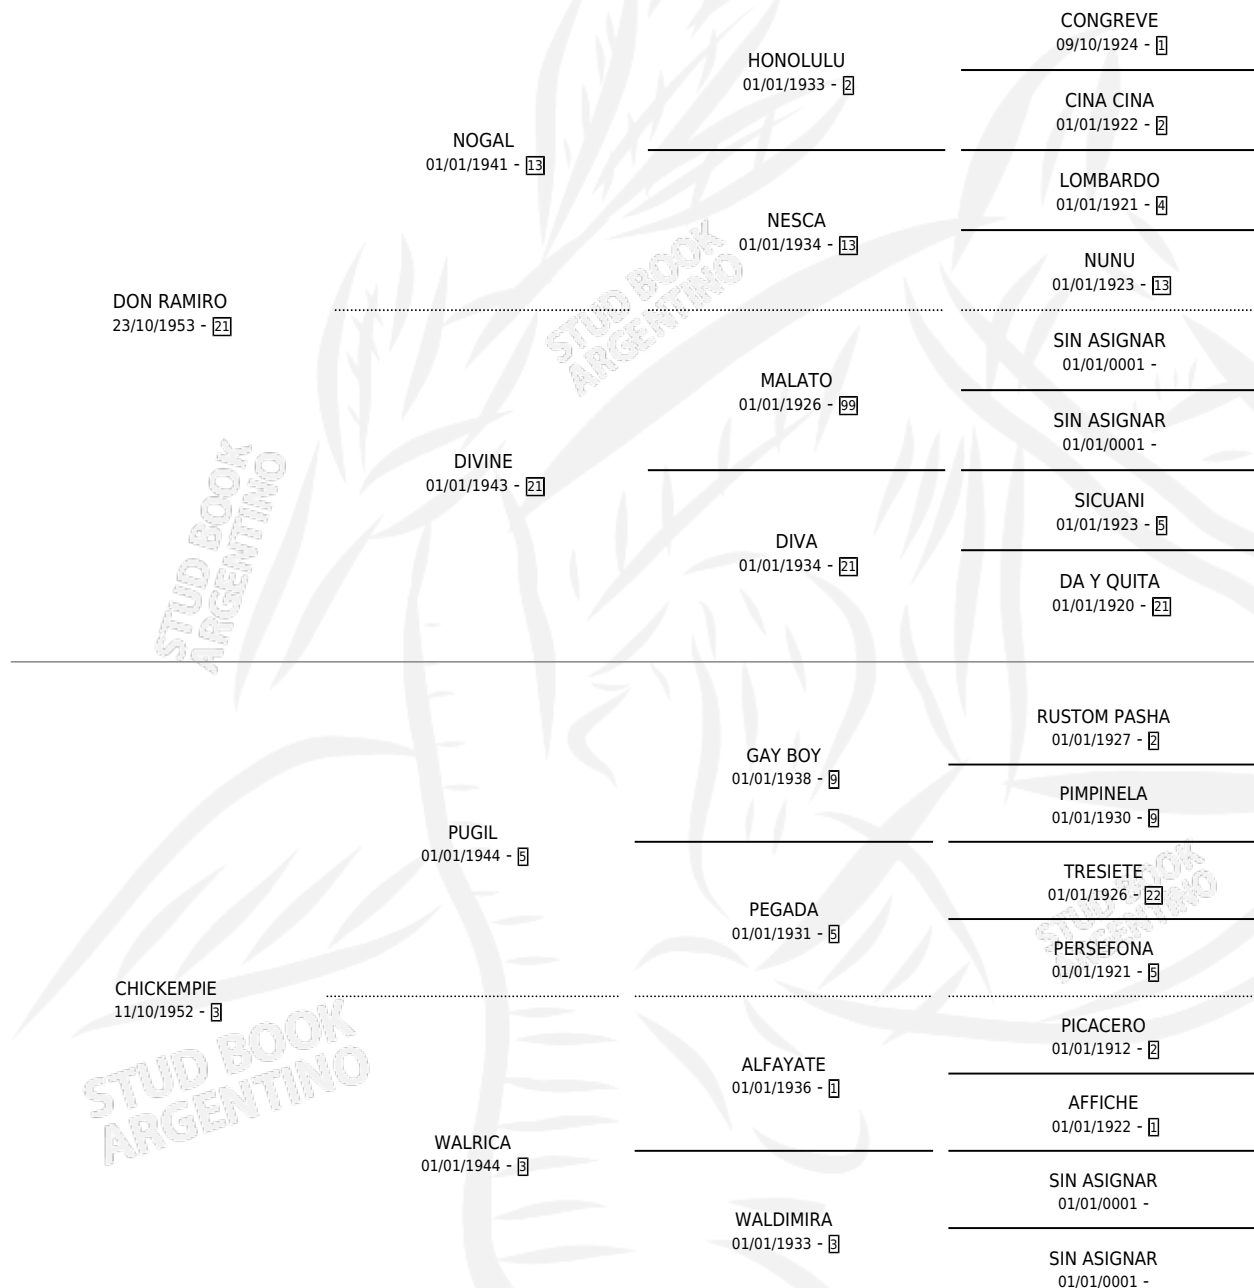 CONGREVE
09/10/1924 - 1
HONOLULU
01/01/1933 - 2
CINA CINA
01/01/1922 - 2
NOGAL
01/01/1941 - 13
LOMBARDO
01/01/1921 - 4
NESCA
01/01/1934 - 13
NUNU
01/01/1923 - 13
DON RAMIRO
23/10/1953 - 21
SIN ASIGNAR
01/01/0001 -
MALATO
01/01/1926 - 99
SIN ASIGNAR
01/01/0001 -
DIVINE
01/01/1943 - 21
SICUANI
01/01/1923 - 5
DIVA
01/01/1934 - 21
DA Y QUITA
01/01/1920 - 21
STUD BOOK
ARGENTINO
STUD BOOK
ARGENTINO
RUSTOM PASHA
01/01/1927 - 2
GAY BOY
01/01/1938 - 9
PIMPINELA
01/01/1930 - 9
PUGIL
01/01/1944 - 5
TRESIETE
01/01/1926 - 22
PEGADA
01/01/1931 - 5
PERSEFONA
01/01/1921 - 5
CHICKEMPIE
11/10/1952 - 3
PICACERO
01/01/1912 - 2
ALFAYATE
01/01/1936 - 1
AFFICHE
01/01/1922 - 1
WALRICA
01/01/1944 - 3
SIN ASIGNAR
01/01/0001 -
WALDIMIRA
01/01/1933 - 3
SIN ASIGNAR
01/01/0001 -
STUD BOOK
ARGENTINO
STUD BOOK
ARGENTINO